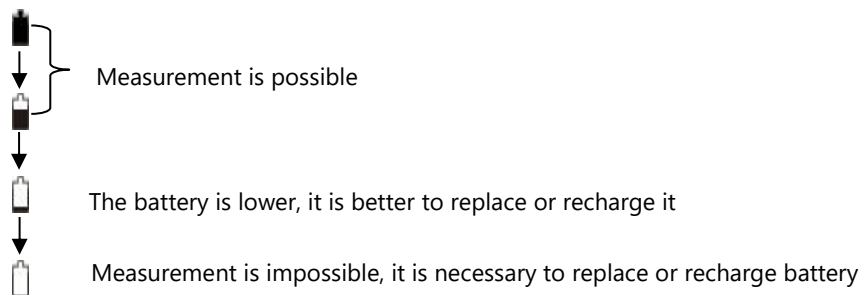 Measurement is possible
The battery is lower, it is better to replace or recharge it
Measurement is impossible, it is necessary to replace or recharge battery